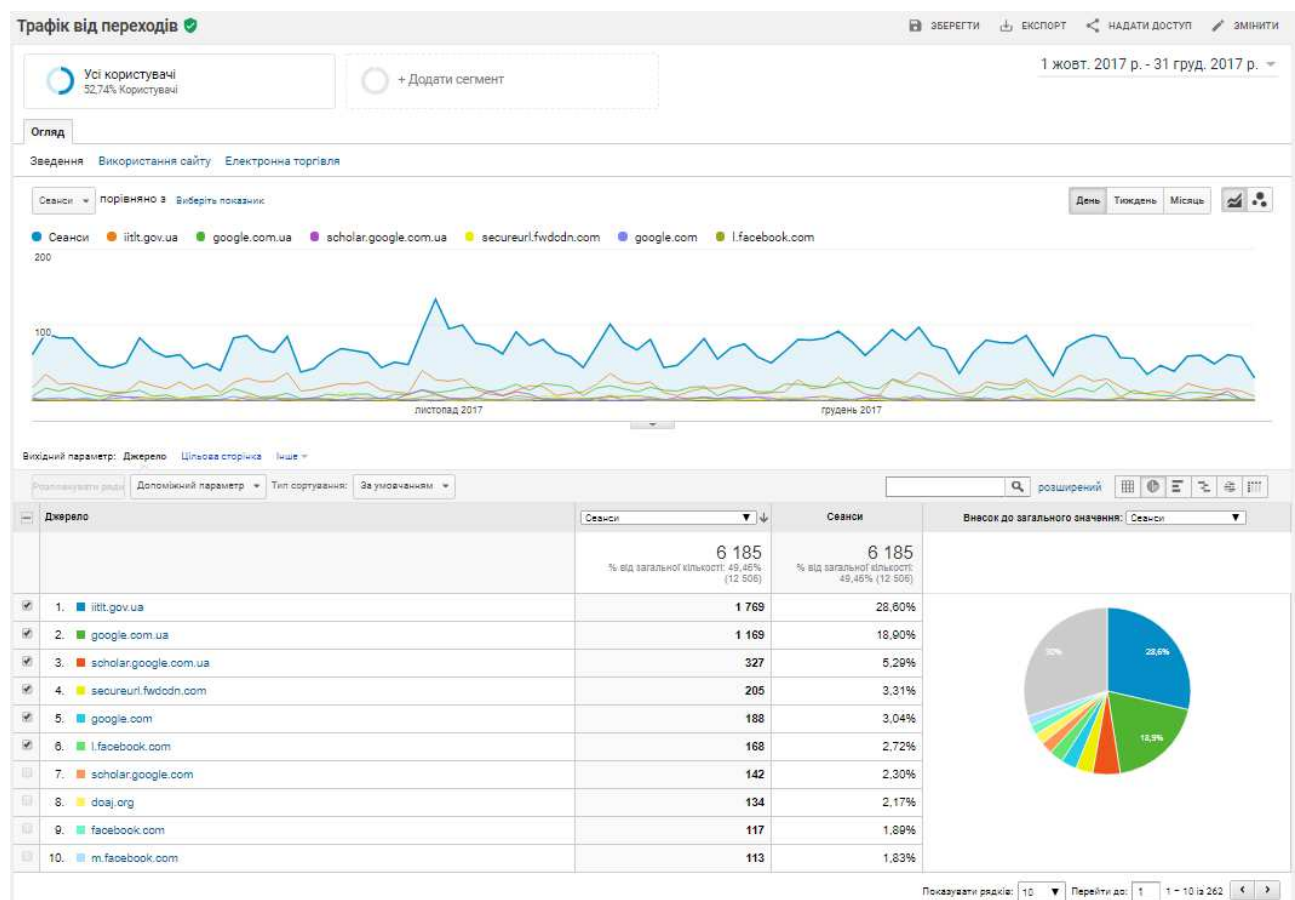 Трафік від переходів
ЗБЕРЕГТИ ЕКСПОРТ НАДАТИ ДОСТУП ЗМІНИТИ
Усі користувачі
52,74% Користувачі
+ Додати сегмент
1 жовт. 2017 р. - 31 груд. 2017 р.
Огляд
Зведення Використання сайту Електронна торгівля
Сеанси порівняно з Виберіть показник
День Тиждень Місяць
Сеанси iitlt.gov.ua google.com.ua scholar.google.com.ua secureurl.fwdcdn.com google.com l.facebook.com
200
100
листопад 2017 грудень 2017
Вихідний параметр: Джерело Цільова сторінка Інше
Розпланувати ряди Допоміжний параметр Тип сортування: За умовчанням розширений
Джерело Сеанси Сеанси Внесок до загального значення: Сеанси
6 185 6 185
% від загальної кількості: 49,46% % від загальної кількості:
(12 506) 49,46% (12 506)
1. iitlt.gov.ua 1 769 28,60%
2. google.com.ua 1 169 18,90%
3. scholar.google.com.ua 327 5,29%
4. secureurl.fwdcdn.com 205 3,31%
5. google.com 188 3,04%
6. l.facebook.com 168 2,72%
7. scholar.google.com 142 2,30%
8. doaj.org 134 2,17%
9. facebook.com 117 1,89%
10. m.facebook.com 113 1,83%
30% 28,6%
18,9%
Показувати рядків: 10 Перейти до: 1 1 – 10 із 262